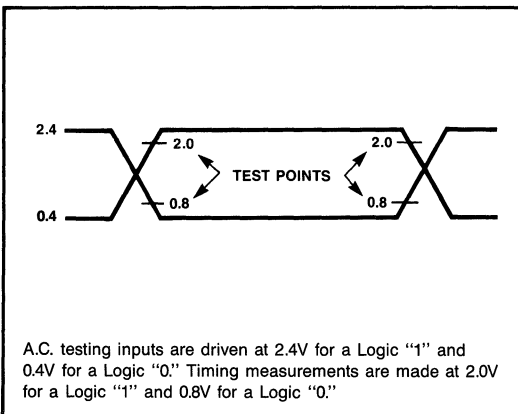 2.4
2.0
2.0
TEST POINTS
0.8
0.8
0.4
A.C. testing inputs are driven at 2.4V for a Logic “1” and
0.4V for a Logic “0.” Timing measurements are made at 2.0V
for a Logic “1” and 0.8V for a Logic “0.”